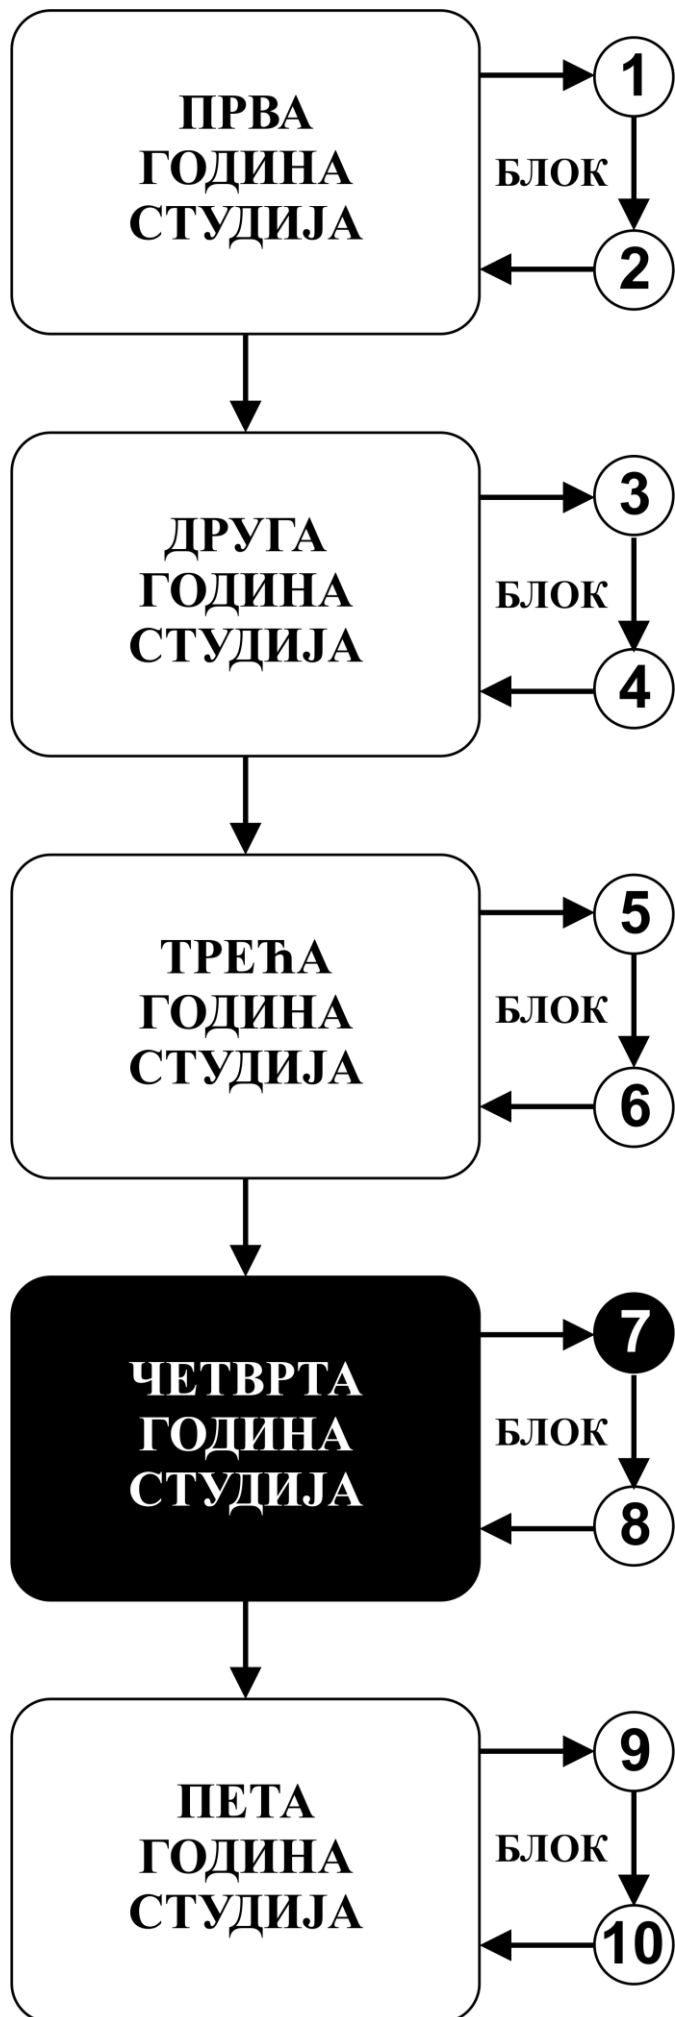 ПРВА
ГОДИНА
СТУДИЈА
1
БЛОК
2
ДРУГА
ГОДИНА
СТУДИЈА
3
БЛОК
4
ТРЕЋА
ГОДИНА
СТУДИЈА
5
БЛОК
6
ЧЕТВРТА
ГОДИНА
СТУДИЈА
7
БЛОК
8
ПЕТА
ГОДИНА
СТУДИЈА
9
БЛОК
10